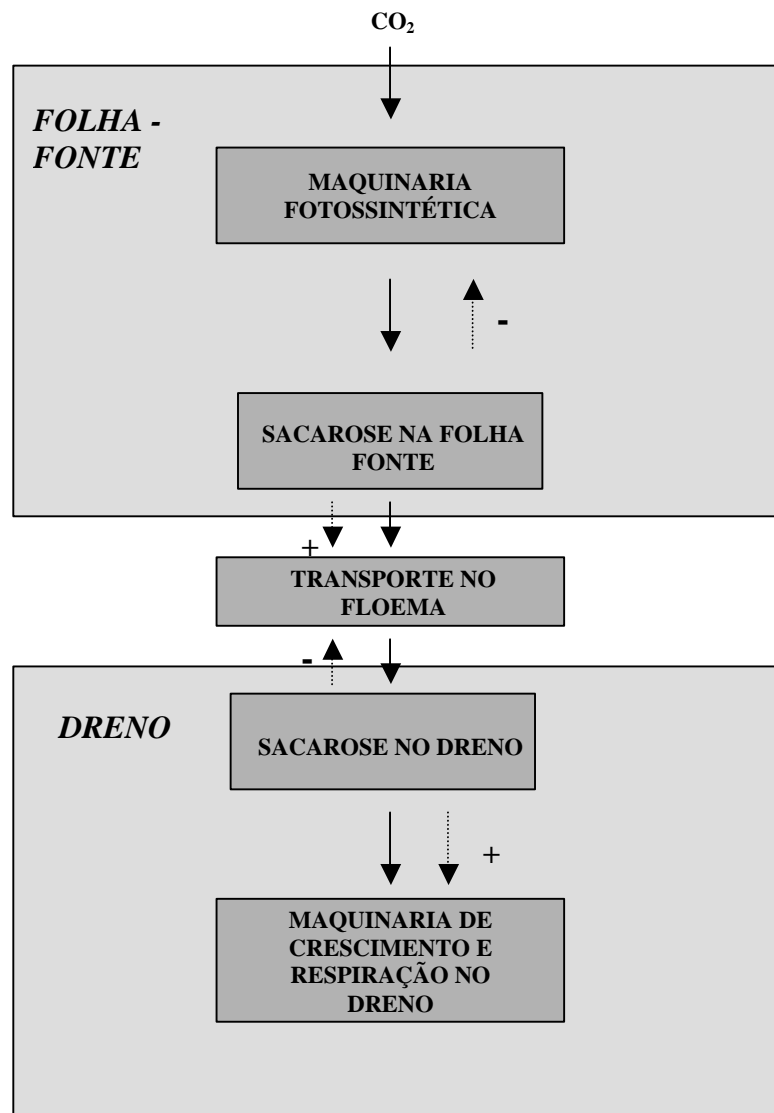 CO₂
FOLHA -
FONTE
MAQUINARIA
FOTOSSINTÉTICA
-
SACAROSE NA FOLHA
FONTE
+
TRANSPORTE NO
FLOEMA
-
DRENO
SACAROSE NO DRENO
+
MAQUINARIA DE
CRESCIMENTO E
RESPIRAÇÃO NO
DRENO